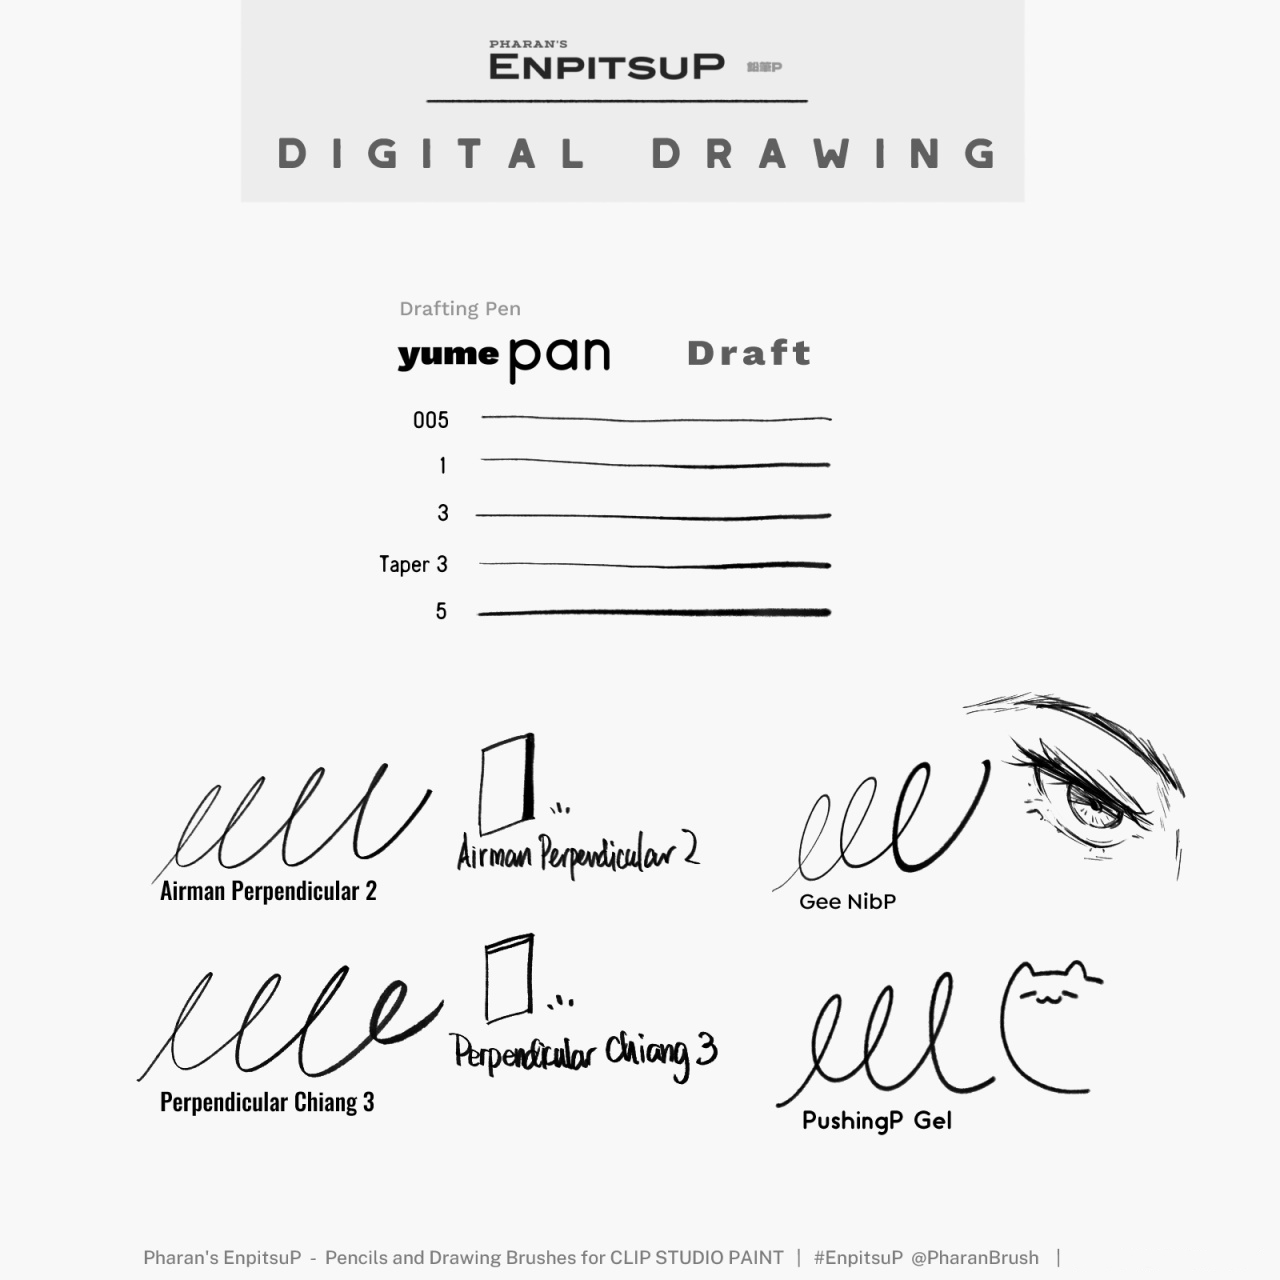 PHARAN'S
ENPITSUP 鉛筆P
DIGITAL DRAWING
Drafting Pen
yume pan Draft
005
1
3
Taper 3
5
Airman Perpendicular 2
Airman Perpendicular 2
Gee NibP
Perpendicular Chiang 3
Perpendicular Chiang 3
PushingP Gel
Pharan's EnpitsuP - Pencils and Drawing Brushes for CLIP STUDIO PAINT | #EnpitsuP @PharanBrush |